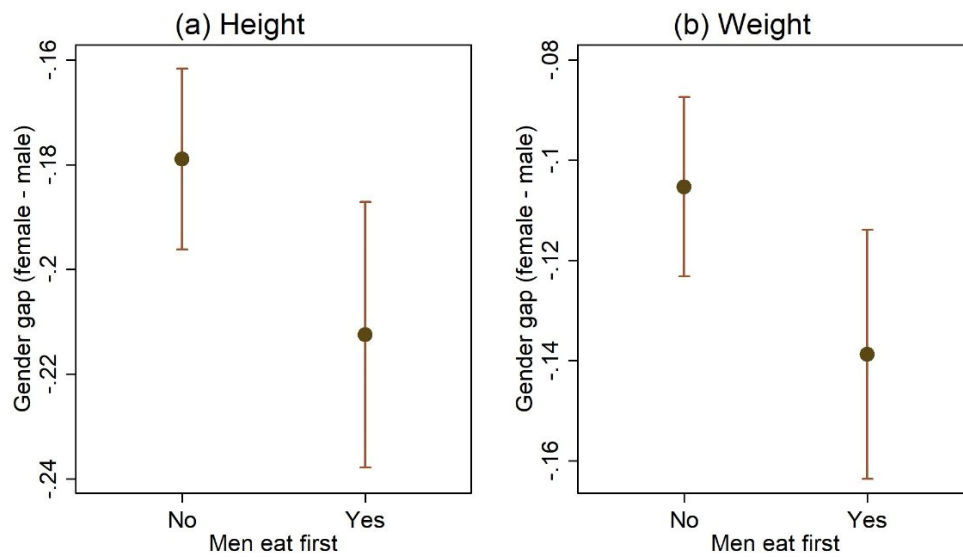 (a) Height
Gender gap (female - male)
-.16
-.18
-.2
-.22
-.24
No
Yes
Men eat first
(b) Weight
Gender gap (female - male)
-.08
-.1
-.12
-.14
-.16
No
Yes
Men eat first